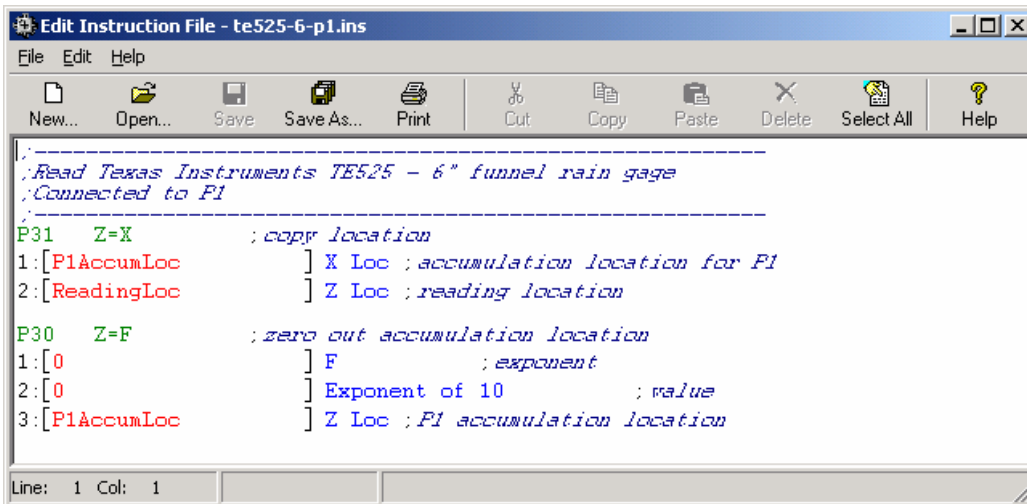 Edit Instruction File - te525-6-p1.ins
File Edit Help
New... Open... Save Save As... Print Cut Copy Paste Delete Select All Help
;---------------------------------------------------------
;Read Texas Instruments TE525 - 6" funnel rain gage
;Connected to P1
;---------------------------------------------------------
P31 Z=X ;copy location
1:[P1AccumLoc ] X Loc ;accumulation location for P1
2:[ReadingLoc ] Z Loc ;reading location
P30 Z=F ;zero out accumulation location
1:[0 ] F ;exponent
2:[0 ] Exponent of 10 ;value
3:[P1AccumLoc ] Z Loc ;P1 accumulation location
Line: 1 Col: 1